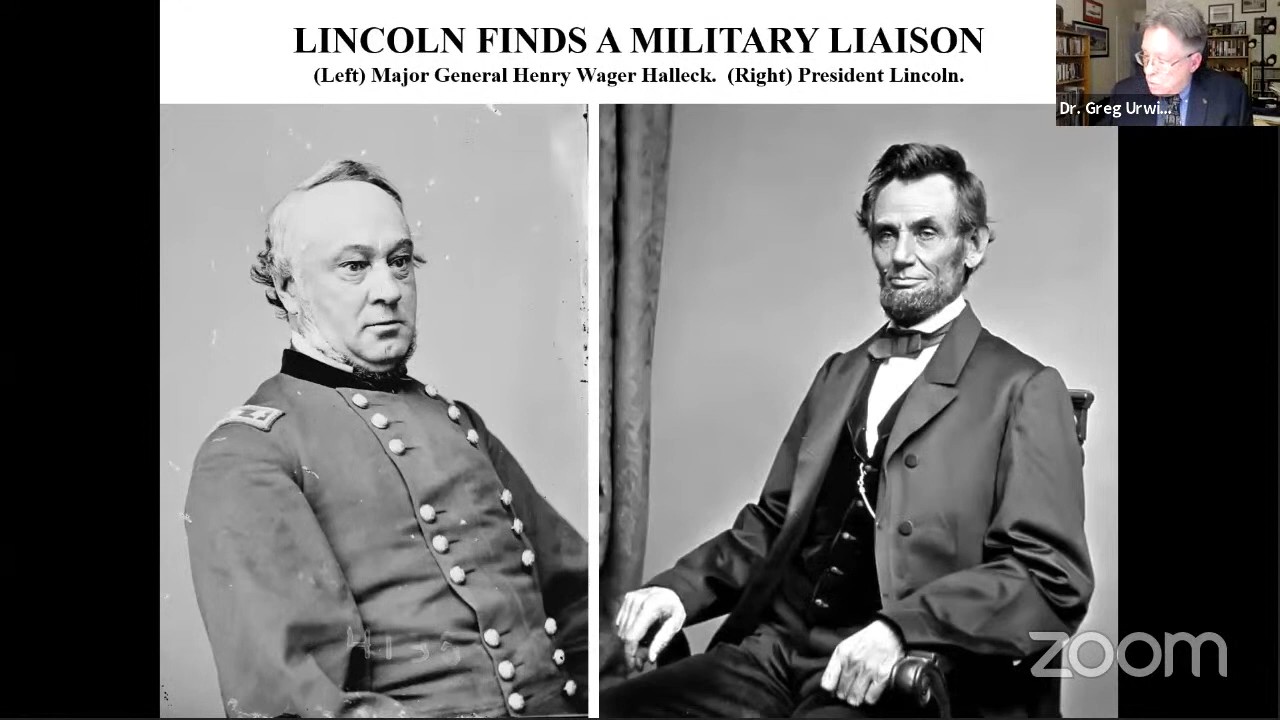 LINCOLN FINDS A MILITARY LIAISON
(Left) Major General Henry Wager Halleck. (Right) President Lincoln.
Dr. Greg Urwi...
zoom